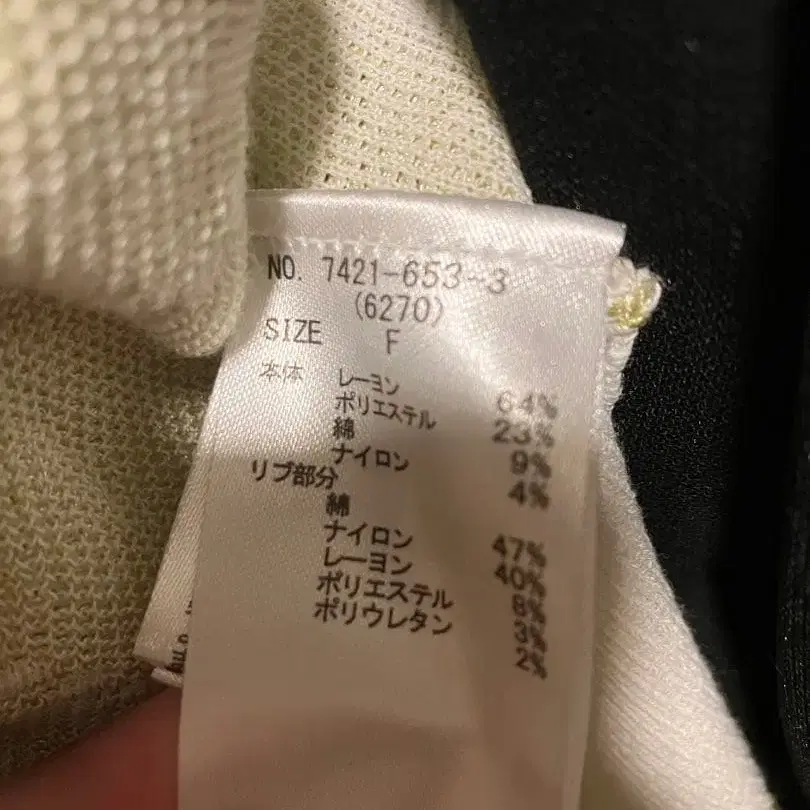 NO. 7421-653-3
(6270)
SIZE F
本体 レーヨン 64%
ポリエステル 23%
綿 9%
ナイロン 4%
リブ部分
綿 47%
ナイロン 40%
レーヨン 8%
ポリエステル 3%
ポリウレタン 2%